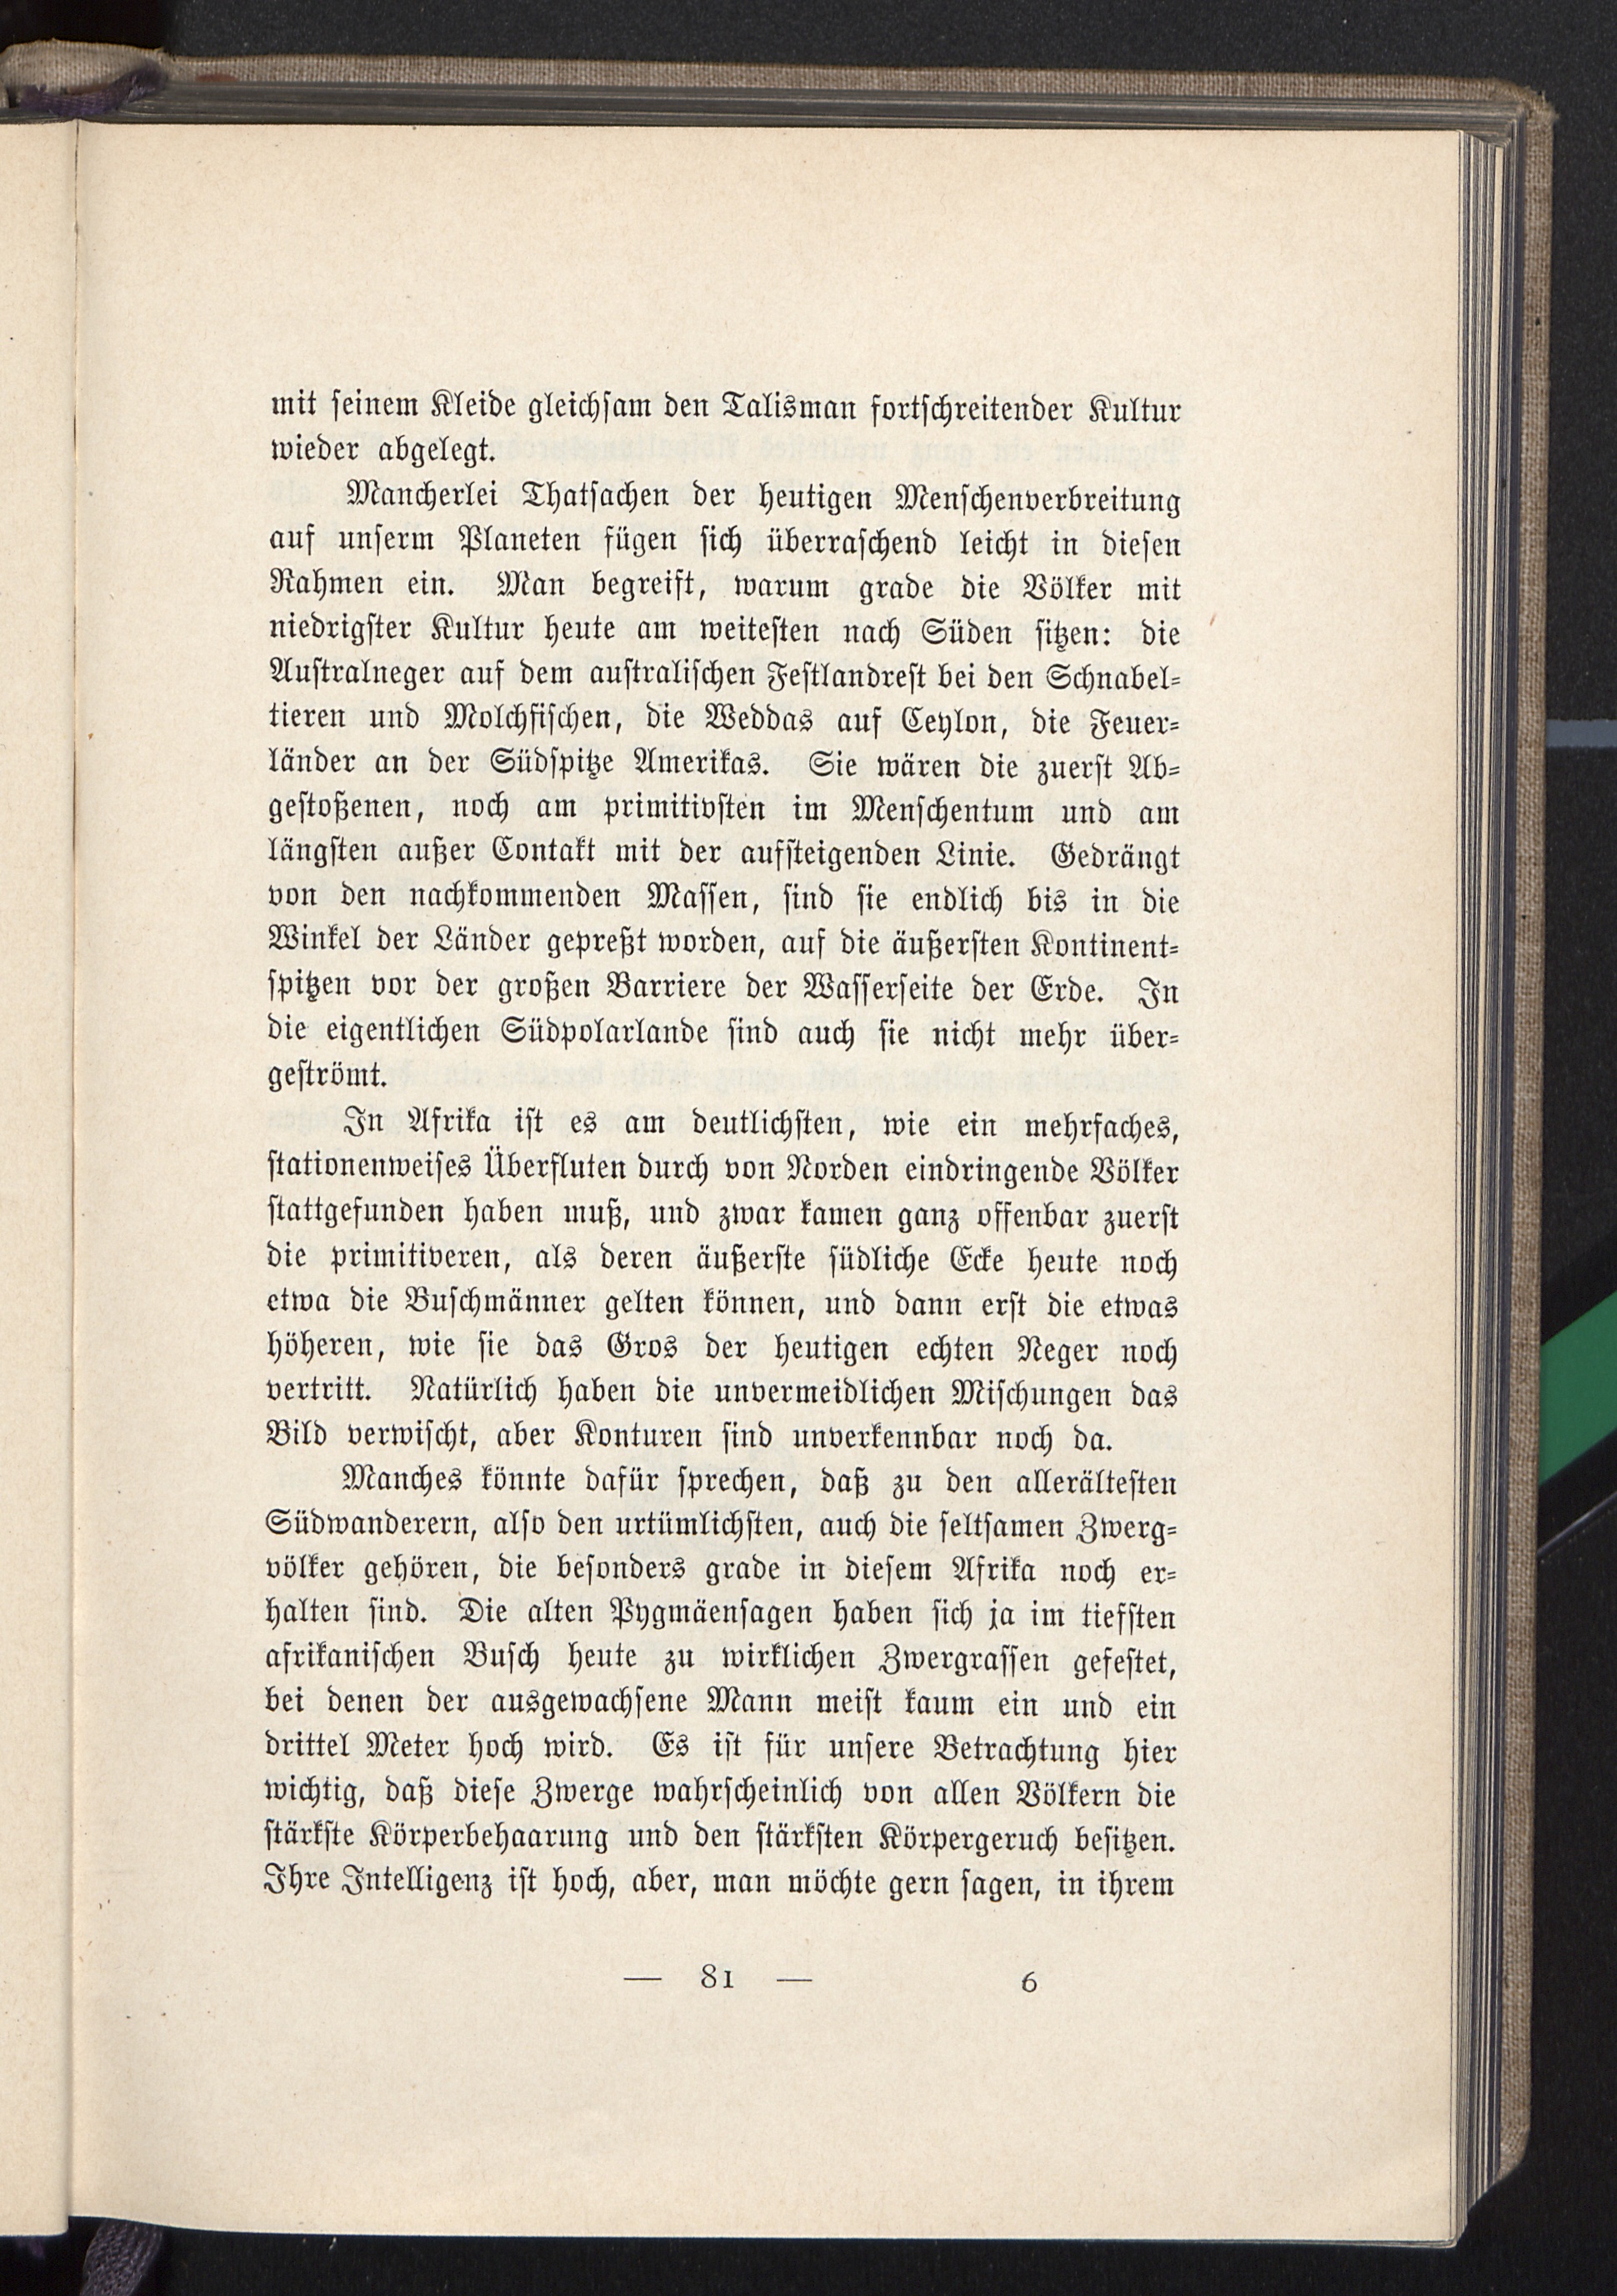 mit seinem Kleide gleichsam den Talisman fortschreitender Kultur
wieder abgelegt.
Mancherlei Thatsachen der heutigen Menschenverbreitung
auf unserm Planeten fügen sich überraschend leicht in diesen
Rahmen ein. Man begreift, warum grade die Völker mit
niedrigster Kultur heute am weitesten nach Süden sitzen: die
Australneger auf dem australischen Festlandrest bei den Schnabel-
tieren und Molchfischen, die Weddas auf Ceylon, die Feuer-
länder an der Südspitze Amerikas. Sie wären die zuerst Ab-
gestoßenen, noch am primitivsten im Menschentum und am
längsten außer Contakt mit der aufsteigenden Linie. Gedrängt
von den nachkommenden Massen, sind sie endlich bis in die
Winkel der Länder gepreßt worden, auf die äußersten Kontinent-
spitzen vor der großen Barriere der Wasserseite der Erde. In
die eigentlichen Südpolarlande sind auch sie nicht mehr über-
geströmt.
In Afrika ist es am deutlichsten, wie ein mehrfaches,
stationenweises Überfluten durch von Norden eindringende Völker
stattgefunden haben muß, und zwar kamen ganz offenbar zuerst
die primitiveren, als deren äußerste südliche Ecke heute noch
etwa die Buschmänner gelten können, und dann erst die etwas
höheren, wie sie das Gros der heutigen echten Neger noch
vertritt. Natürlich haben die unvermeidlichen Mischungen das
Bild verwischt, aber Konturen sind unverkennbar noch da.
Manches könnte dafür sprechen, daß zu den allerältesten
Südwanderern, also den urtümlichsten, auch die seltsamen Zwerg-
völker gehören, die besonders grade in diesem Afrika noch er-
halten sind. Die alten Pygmäensagen haben sich ja im tiefsten
afrikanischen Busch heute zu wirklichen Zwergrassen gefestet,
bei denen der ausgewachsene Mann meist kaum ein und ein
drittel Meter hoch wird. Es ist für unsere Betrachtung hier
wichtig, daß diese Zwerge wahrscheinlich von allen Völkern die
stärkste Körperbehaarung und den stärksten Körpergeruch besitzen.
Ihre Intelligenz ist hoch, aber, man möchte gern sagen, in ihrem
— 81 — 6